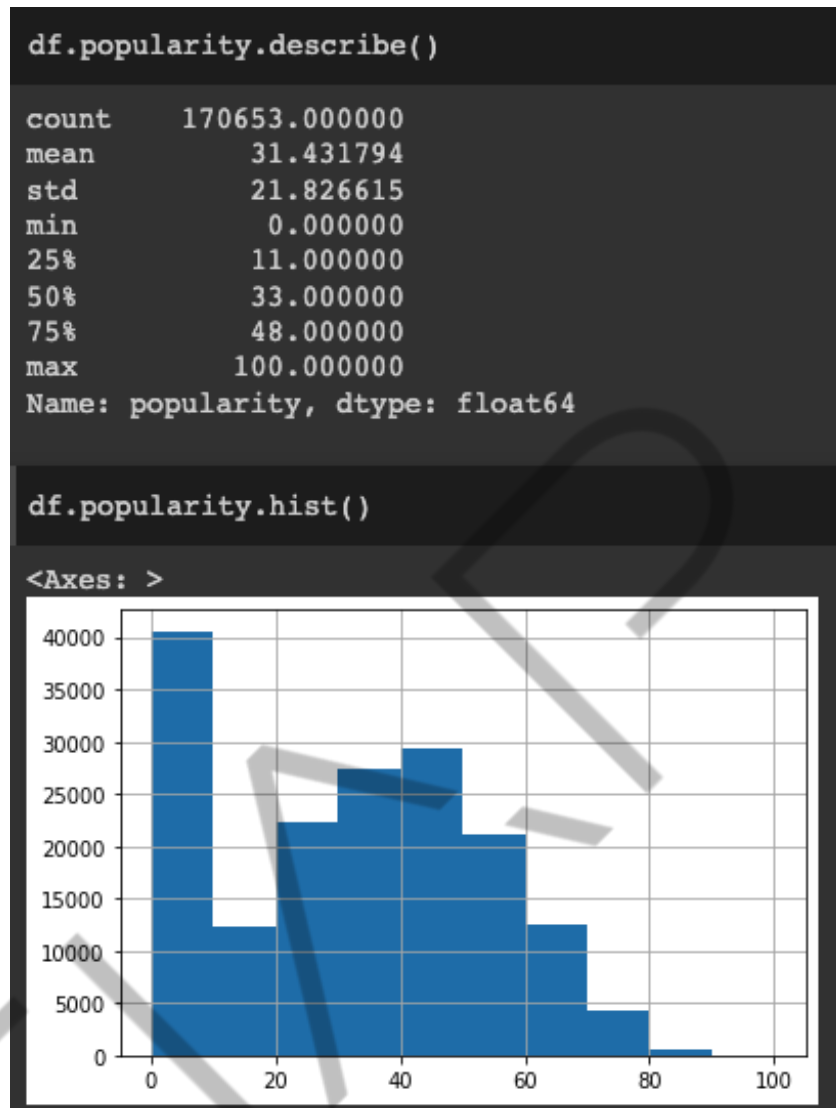 df.popularity.describe()
count 170653.000000
mean 31.431794
std 21.826615
min 0.000000
25% 11.000000
50% 33.000000
75% 48.000000
max 100.000000
Name: popularity, dtype: float64
df.popularity.hist()
<Axes: >
40000
35000
30000
25000
20000
15000
10000
5000
0
0 20 40 60 80 100